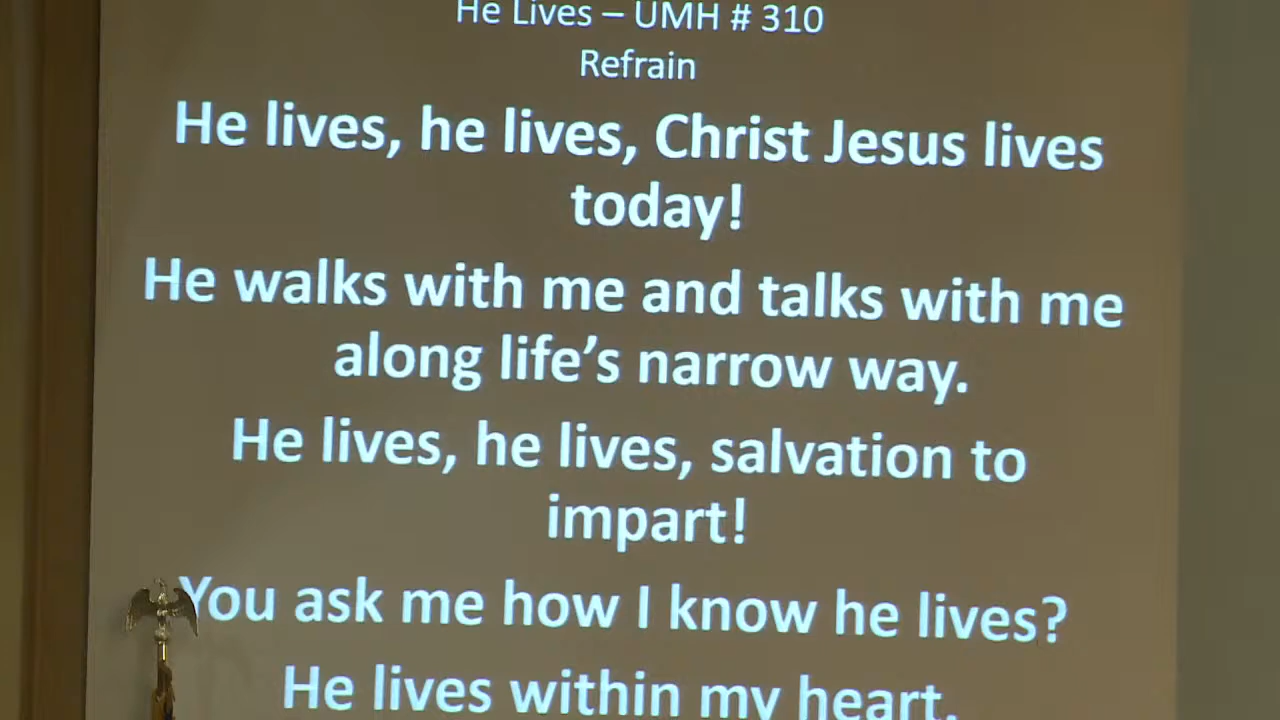 He Lives – UMH # 310
Refrain
He lives, he lives, Christ Jesus lives
today!
He walks with me and talks with me
along life’s narrow way.
He lives, he lives, salvation to
impart!
You ask me how I know he lives?
He lives within my heart.